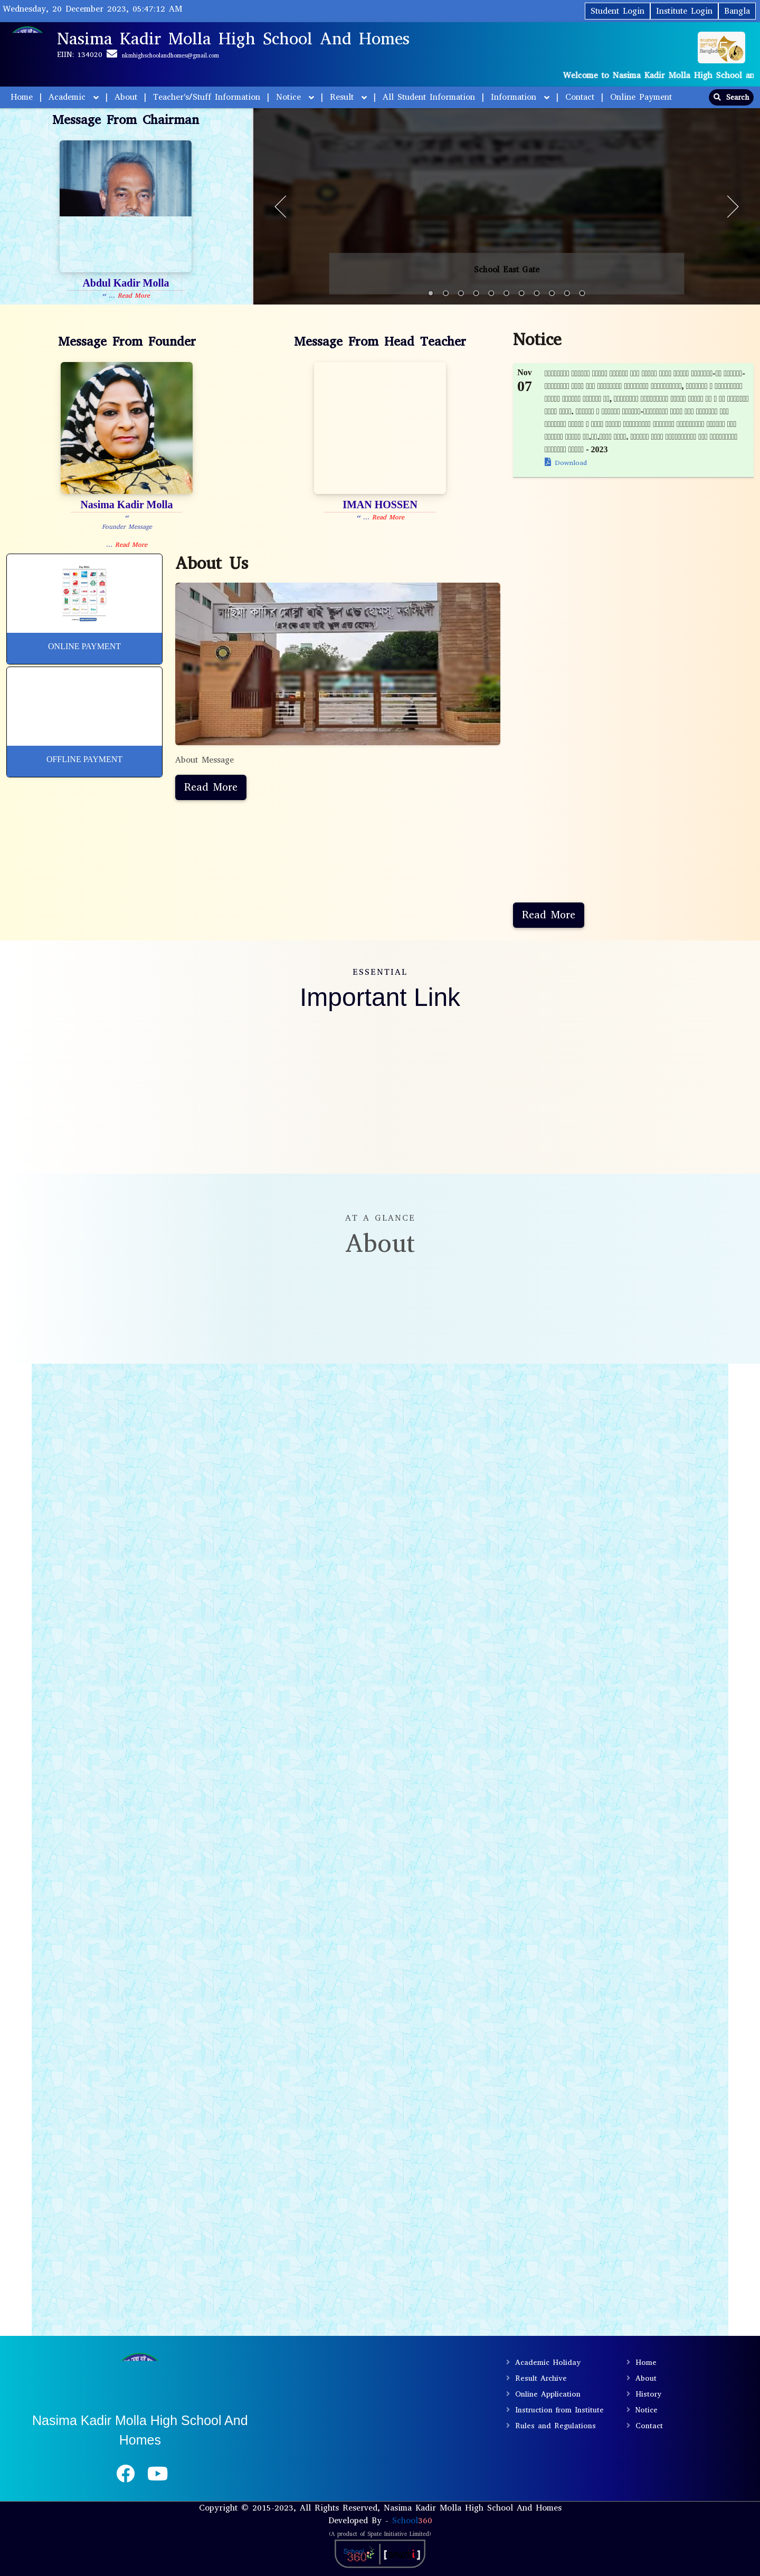 Wednesday, 20 December 2023, 05:47:12 AM
Student Login
Institute Login
Bangla
Nasima Kadir Molla High School And Homes
EIIN: 134020 nkmhighschoolandhomes@gmail.com
Welcome to Nasima Kadir Molla High School an
Home | Academic | About | Teacher's/Stuff Information | Notice | Result | All Student Information | Information | Contact | Online Payment
Search
Message From Chairman
Abdul Kadir Molla
“ ... Read More
School East Gate
Message From Founder
Nasima Kadir Molla
“
Founder Message
... Read More
Message From Head Teacher
IMAN HOSSEN
“ ... Read More
Notice
Nov
07
- 2023
Download
ONLINE PAYMENT
OFFLINE PAYMENT
About Us
About Message
Read More
Read More
ESSENTIAL
Important Link
AT A GLANCE
About
Nasima Kadir Molla High School And
Homes
Academic Holiday
Result Archive
Online Application
Instruction from Institute
Rules and Regulations
Home
About
History
Notice
Contact
Copyright © 2015-2023, All Rights Reserved, Nasima Kadir Molla High School And Homes
Developed By - School360
(A product of Spate Initiative Limited)
School
360